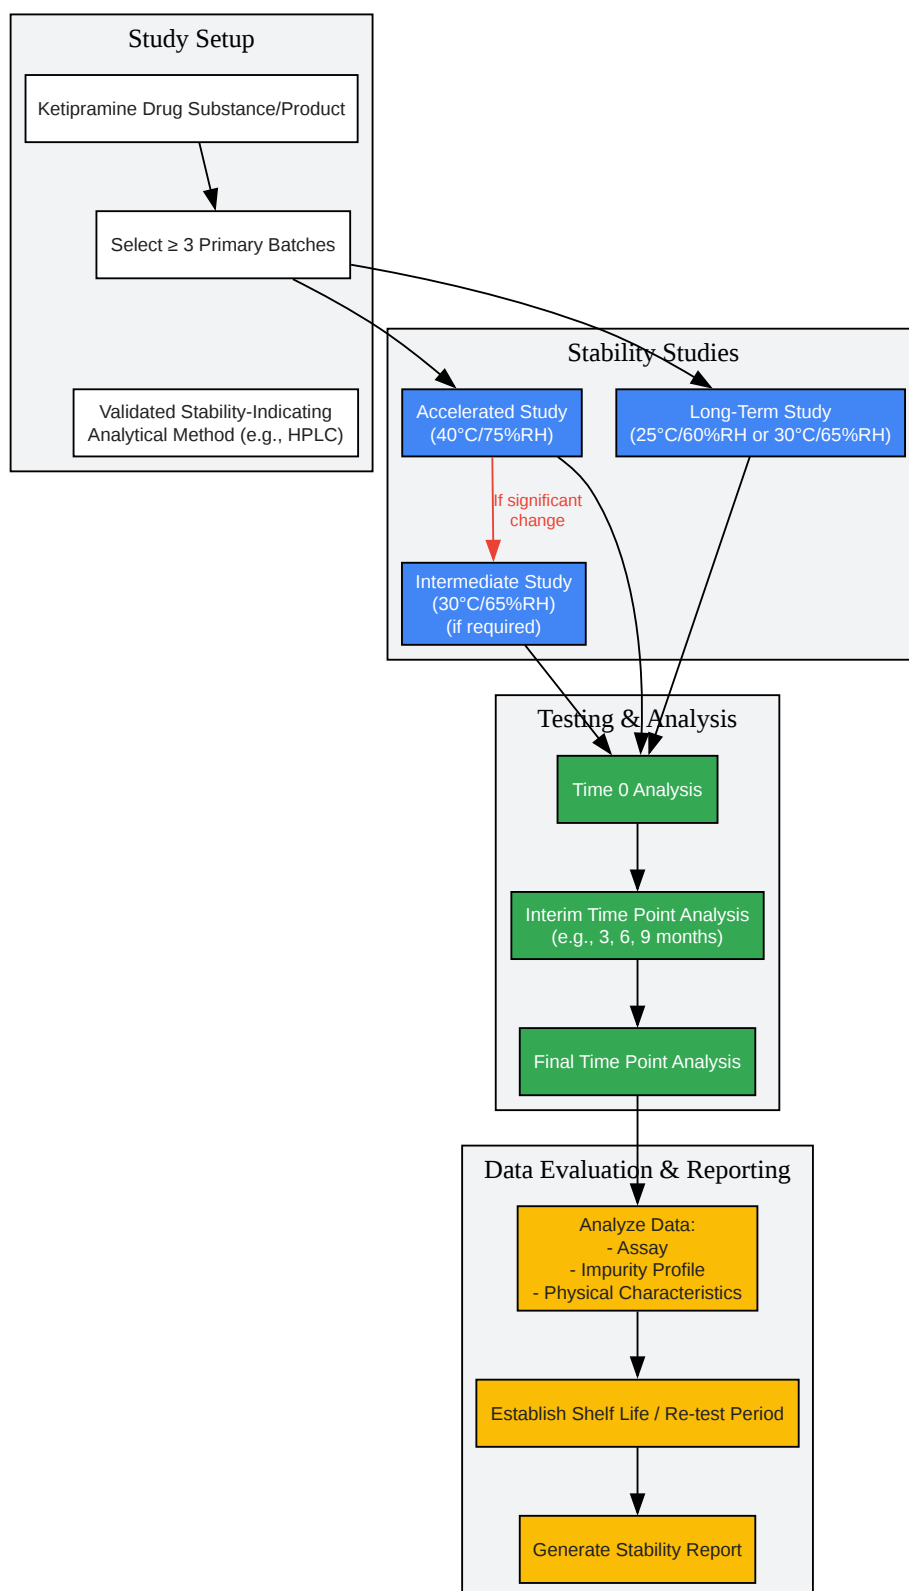 Study Setup
Ketipramine Drug Substance/Product
Select ≥ 3 Primary Batches
Validated Stability-Indicating
Analytical Method (e.g., HPLC)
Stability Studies
Accelerated Study
(40°C/75%RH)
Long-Term Study
(25°C/60%RH or 30°C/65%RH)
If significant
change
Intermediate Study
(30°C/65%RH)
(if required)
Testing & Analysis
Time 0 Analysis
Interim Time Point Analysis
(e.g., 3, 6, 9 months)
Final Time Point Analysis
Data Evaluation & Reporting
Analyze Data:
- Assay
- Impurity Profile
- Physical Characteristics
Establish Shelf Life / Re-test Period
Generate Stability Report